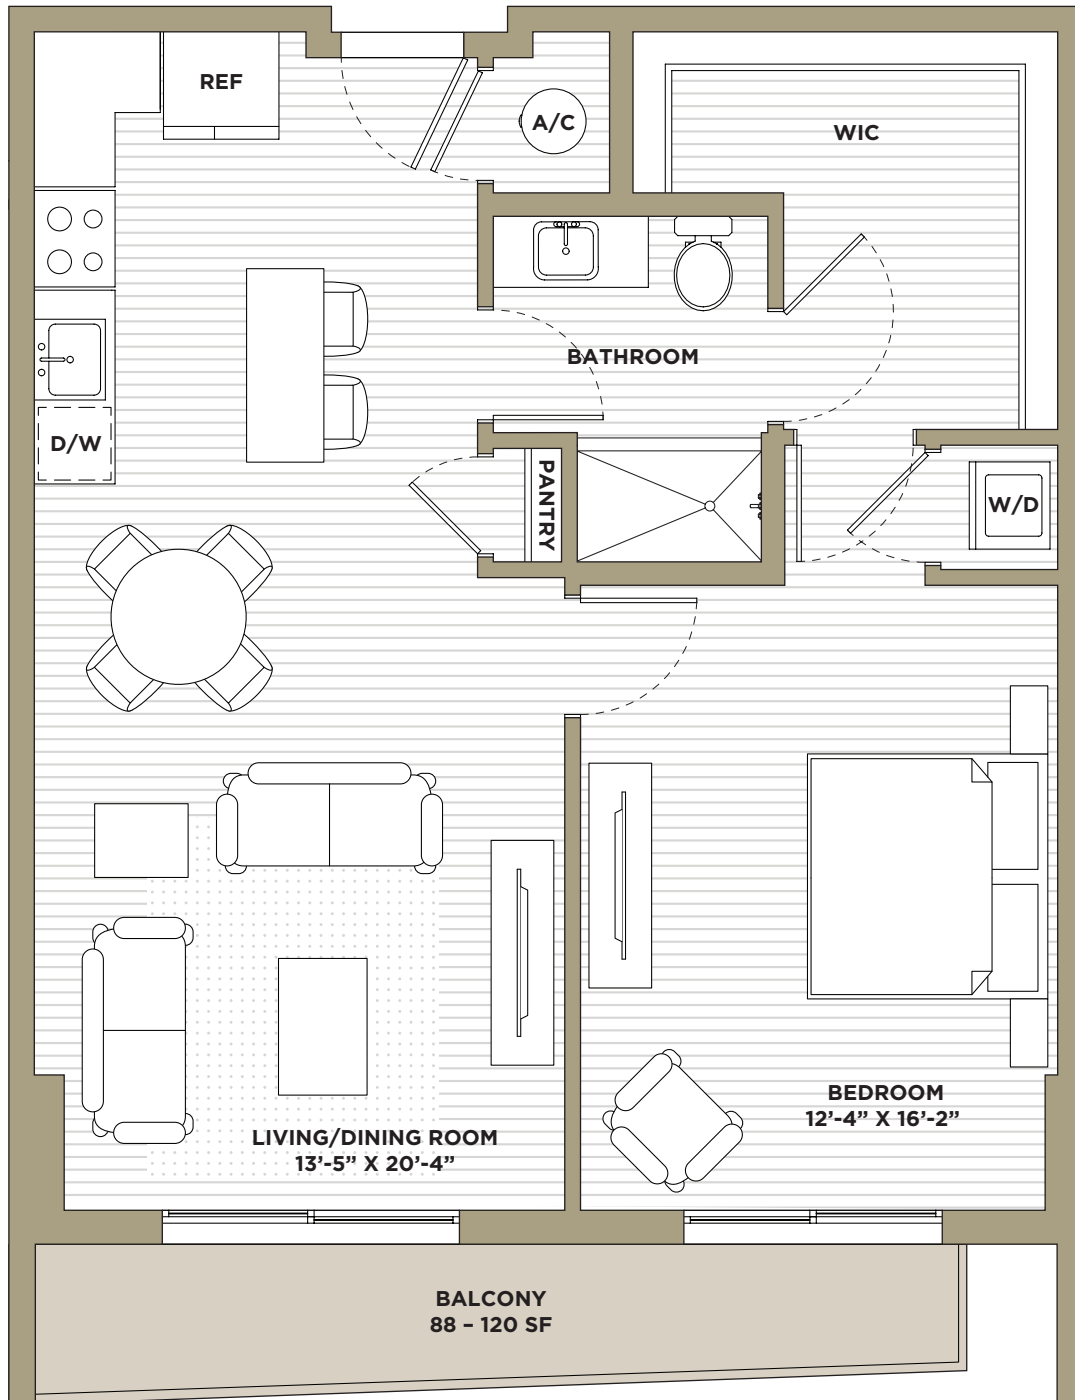 REF
A/C
WIC
BATHROOM
D/W
PANTRY
W/D
BEDROOM
12’-4” X 16’-2”
LIVING/DINING ROOM
13’-5” X 20’-4”
BALCONY
88 – 120 SF